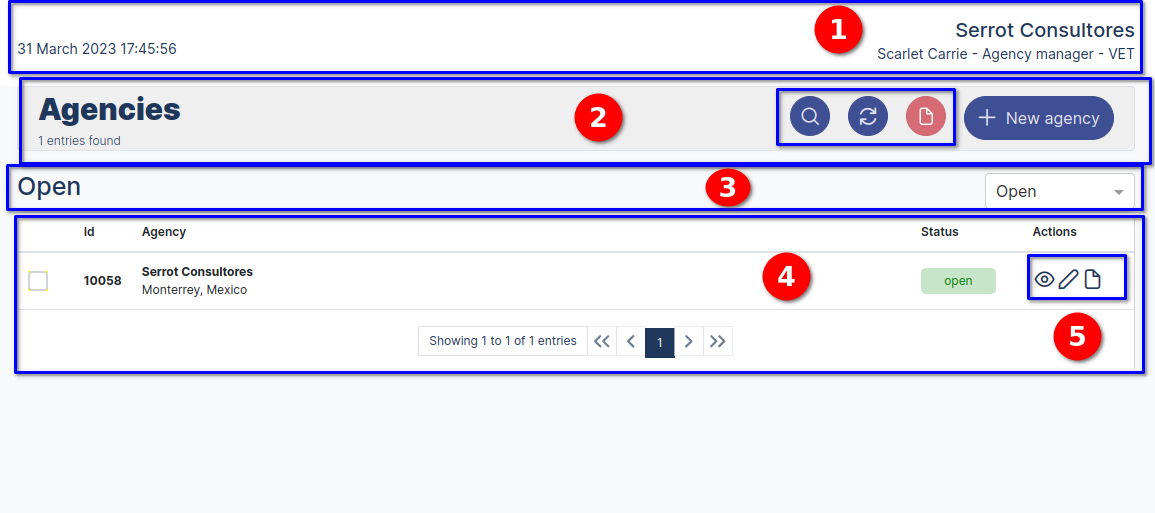 1
Serrot Consultores
31 March 2023 17:45:56
Scarlet Carrie - Agency manager - VET
Agencies
2
New agency
1 entries found
Open
3
Open
Id Agency Status Actions
10058 Serrot Consultores open
Monterrey, Mexico
4
5
Showing 1 to 1 of 1 entries 1